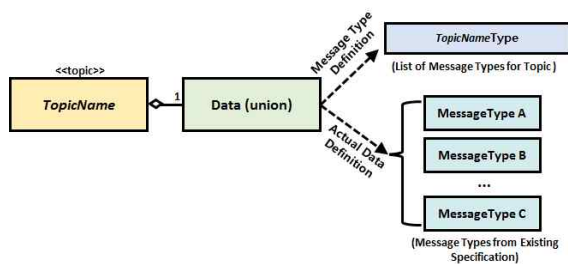 <<topic>>
TopicName
1
Data (union)
Message Type
Definition
Actual Data
Definition
TopicNameType
(List of Message Types for Topic)
MessageType A
MessageType B
...
MessageType C
(Message Types from Existing
Specification)